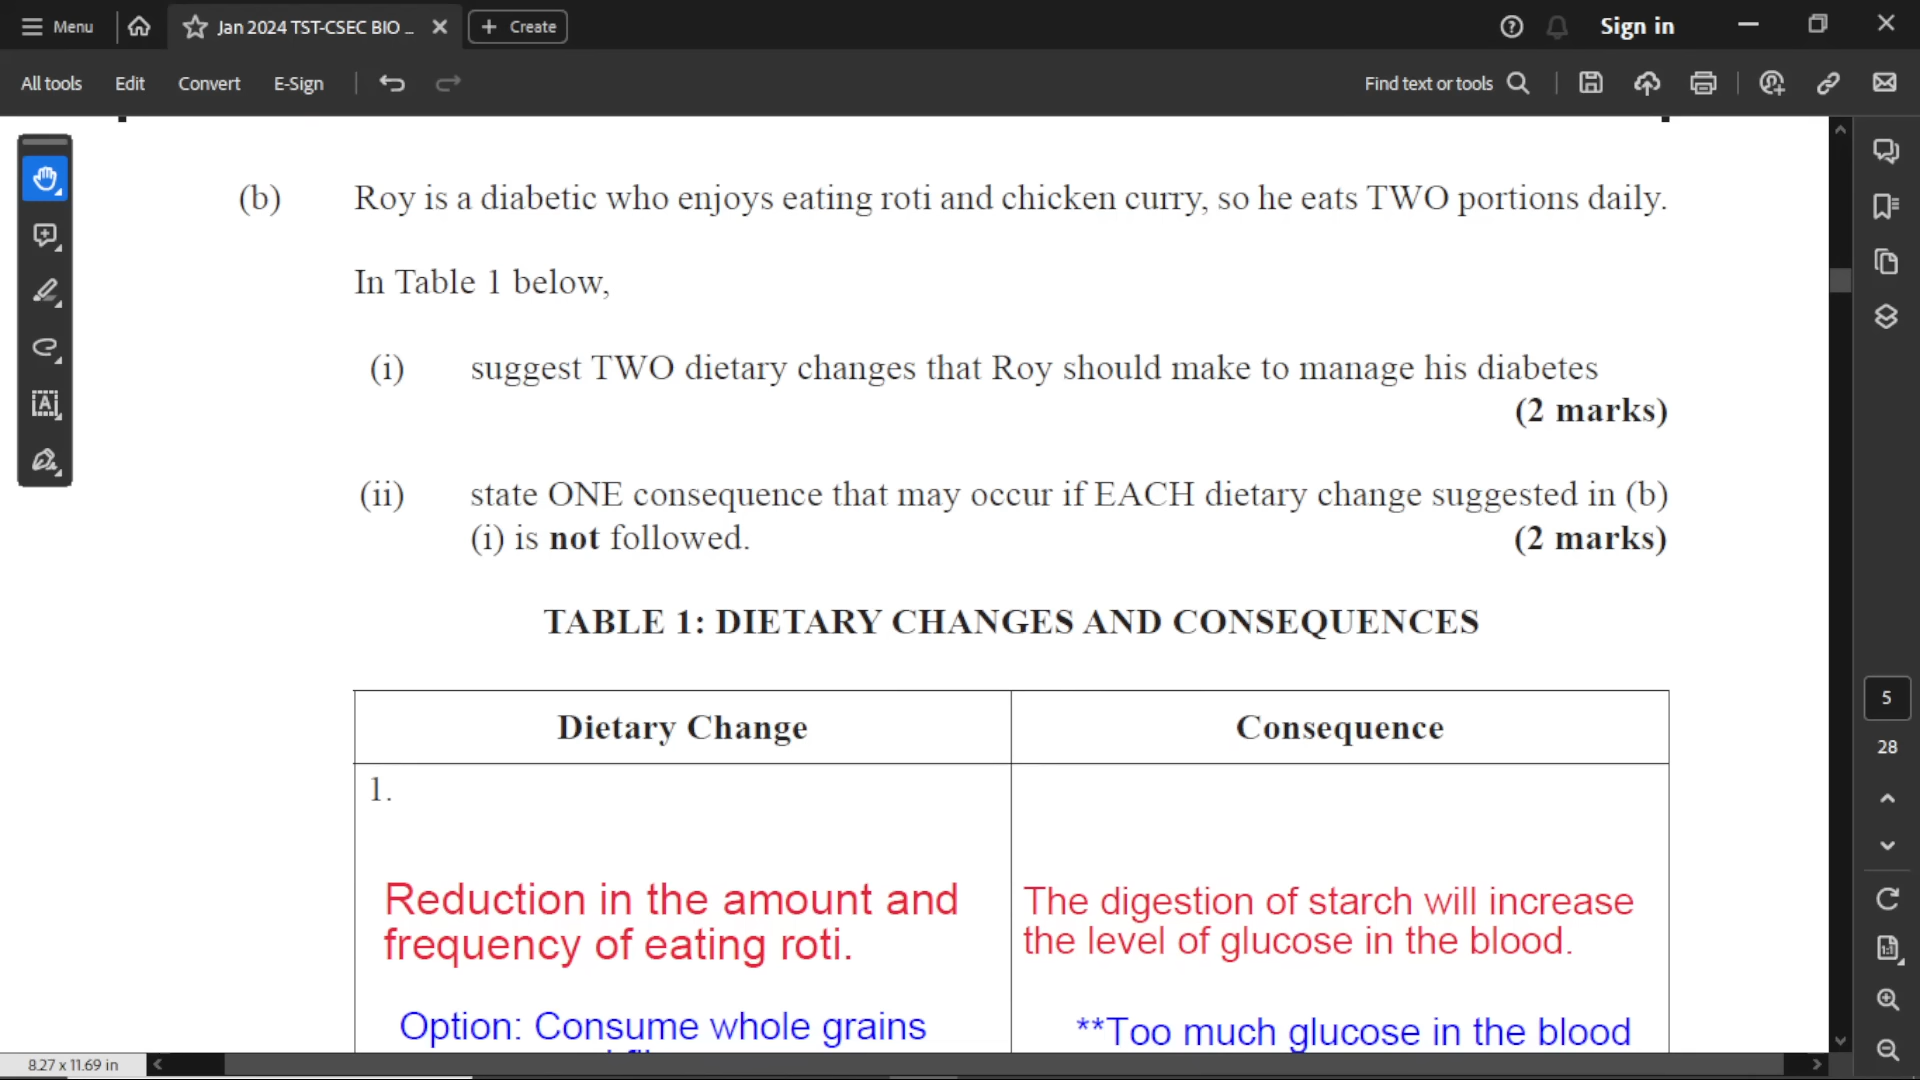 Menu
Jan 2024 TST-CSEC BIO _
Create
Sign in
All tools
Edit
Convert
E-Sign
Find text or tools
(b) Roy is a diabetic who enjoys eating roti and chicken curry, so he eats TWO portions daily.
In Table 1 below,
(i) suggest TWO dietary changes that Roy should make to manage his diabetes
(2 marks)
(ii) state ONE consequence that may occur if EACH dietary change suggested in (b)
(i) is not followed. (2 marks)
TABLE 1: DIETARY CHANGES AND CONSEQUENCES
Dietary Change Consequence
1.
Reduction in the amount and
frequency of eating roti.
The digestion of starch will increase
the level of glucose in the blood.
Option: Consume whole grains
**Too much glucose in the blood
5
28
8.27 x 11.69 in